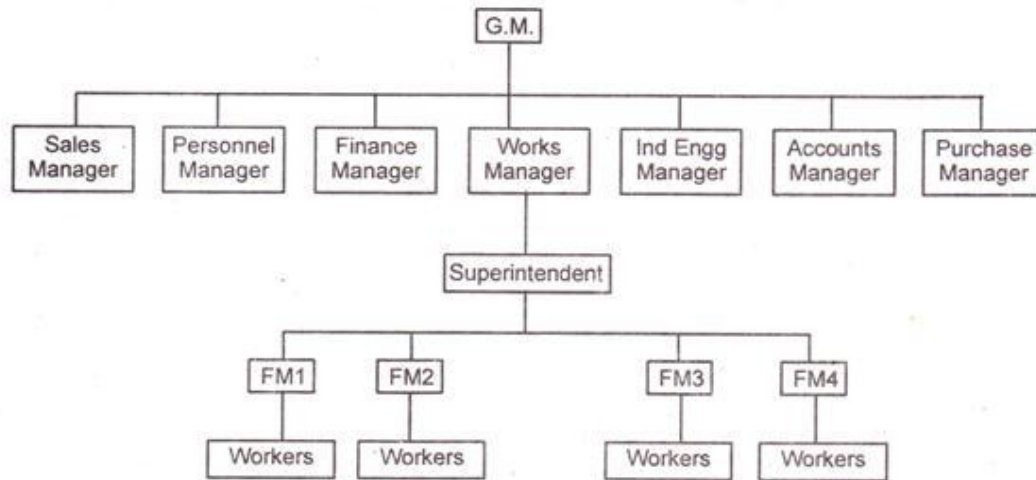 G.M.
Sales
Manager
Personnel
Manager
Finance
Manager
Works
Manager
Ind Engg
Manager
Accounts
Manager
Purchase
Manager
Superintendent
FM1
FM2
FM3
FM4
Workers
Workers
Workers
Workers